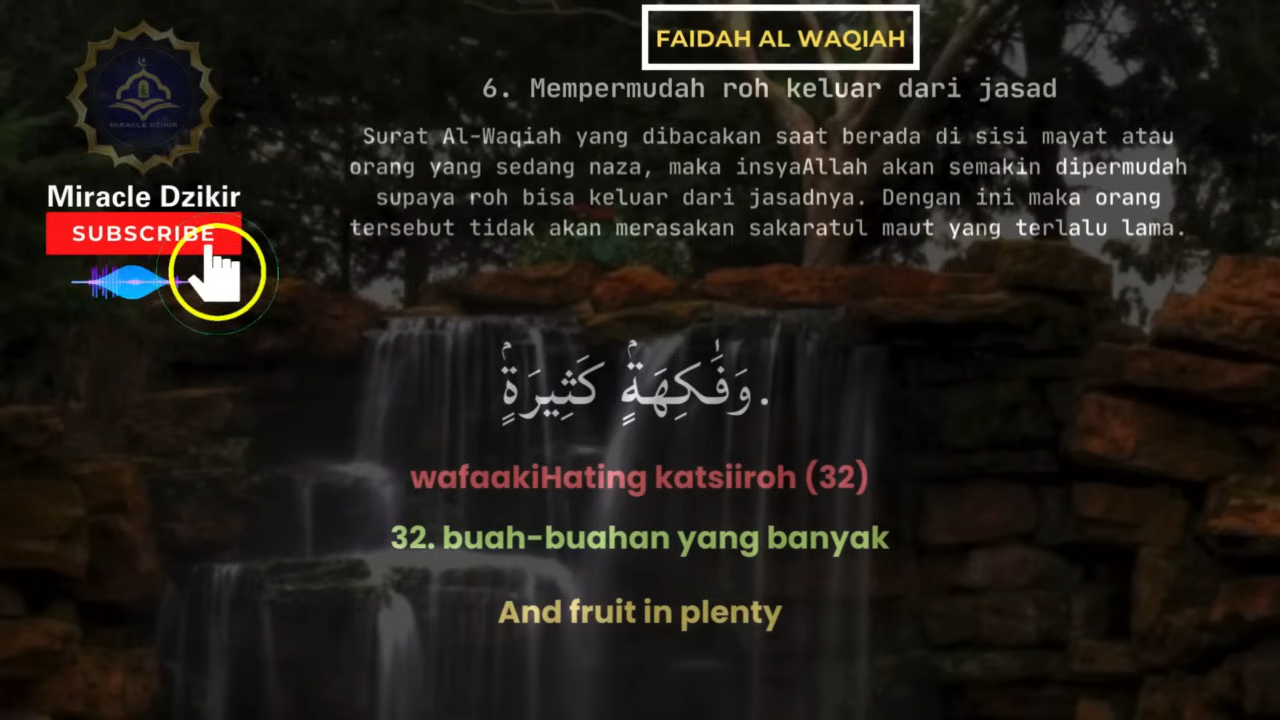 FAIDAH AL WAQIAH
6. Mempermudah roh keluar dari jasad
Surat Al-Waqiah yang dibacakan saat berada di sisi mayat atau
orang yang sedang naza, maka insyaAllah akan semakin dipermudah
supaya roh bisa keluar dari jasadnya. Dengan ini maka orang
tersebut tidak akan merasakan sakaratul maut yang terlalu lama.
MIRACLE DZIKIR
Miracle Dzikir
SUBSCRIBE
وَفَٰكِهَةٍۢ كَثِيرَةٍۢ.
wafaakiHating katsiiroh (32)
32. buah-buahan yang banyak
And fruit in plenty